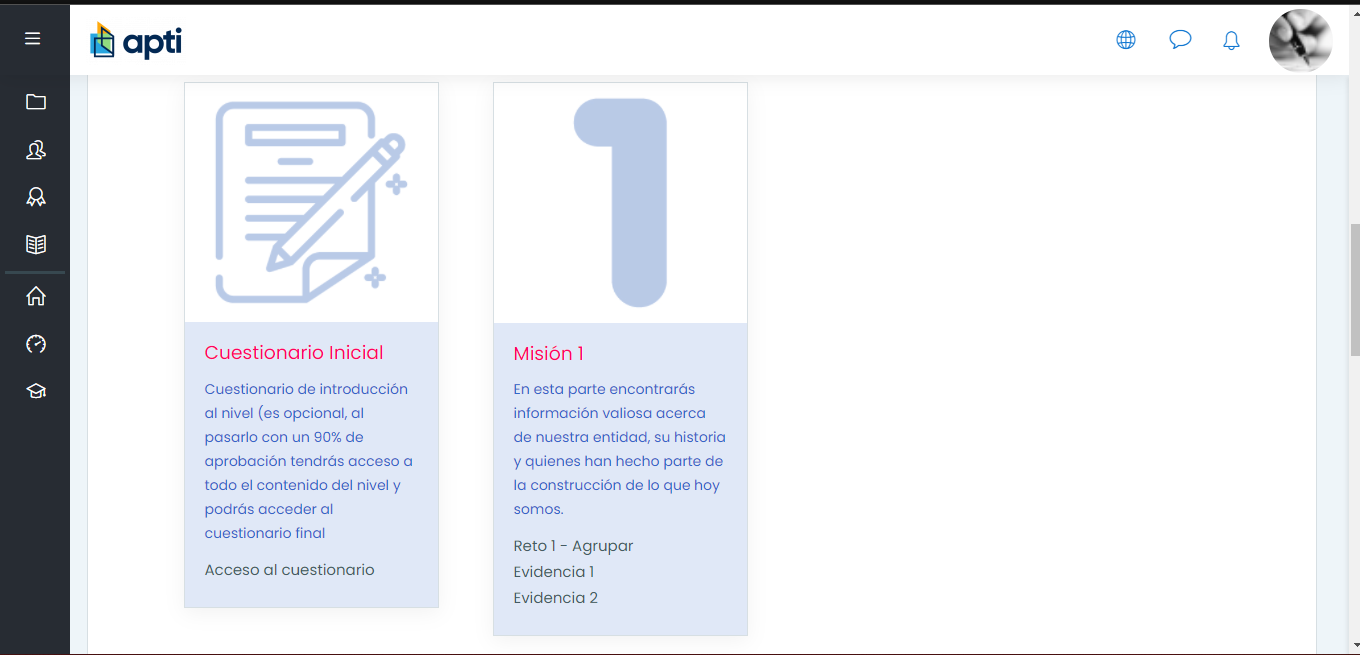 apti
1
Cuestionario Inicial
Cuestionario de introducción
al nivel (es opcional, al
pasarlo con un 90% de
aprobación tendrás acceso a
todo el contenido del nivel y
podrás acceder al
cuestionario final
Acceso al cuestionario
Misión 1
En esta parte encontrarás
información valiosa acerca
de nuestra entidad, su historia
y quienes han hecho parte de
la construcción de lo que hoy
somos.
Reto 1 - Agrupar
Evidencia 1
Evidencia 2